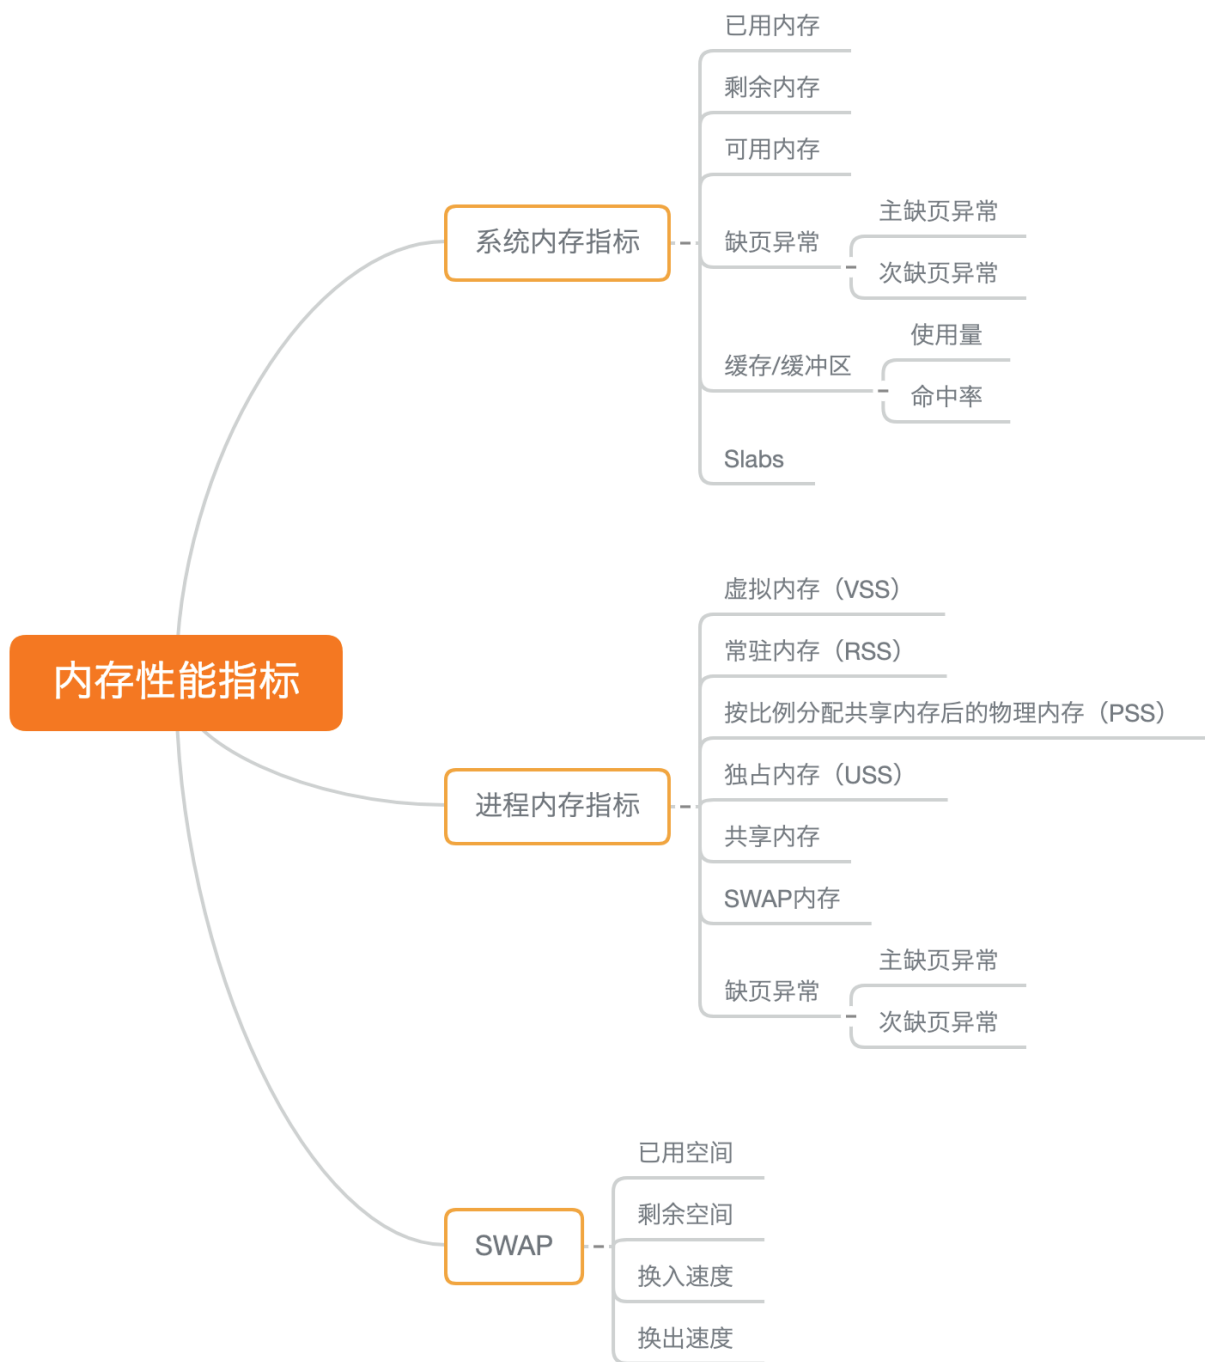 内存性能指标
系统内存指标
已用内存
剩余内存
可用内存
缺页异常
主缺页异常
次缺页异常
缓存/缓冲区
使用量
命中率
Slabs
进程内存指标
虚拟内存（VSS）
常驻内存（RSS）
按比例分配共享内存后的物理内存（PSS）
独占内存（USS）
共享内存
SWAP内存
缺页异常
主缺页异常
次缺页异常
SWAP
已用空间
剩余空间
换入速度
换出速度